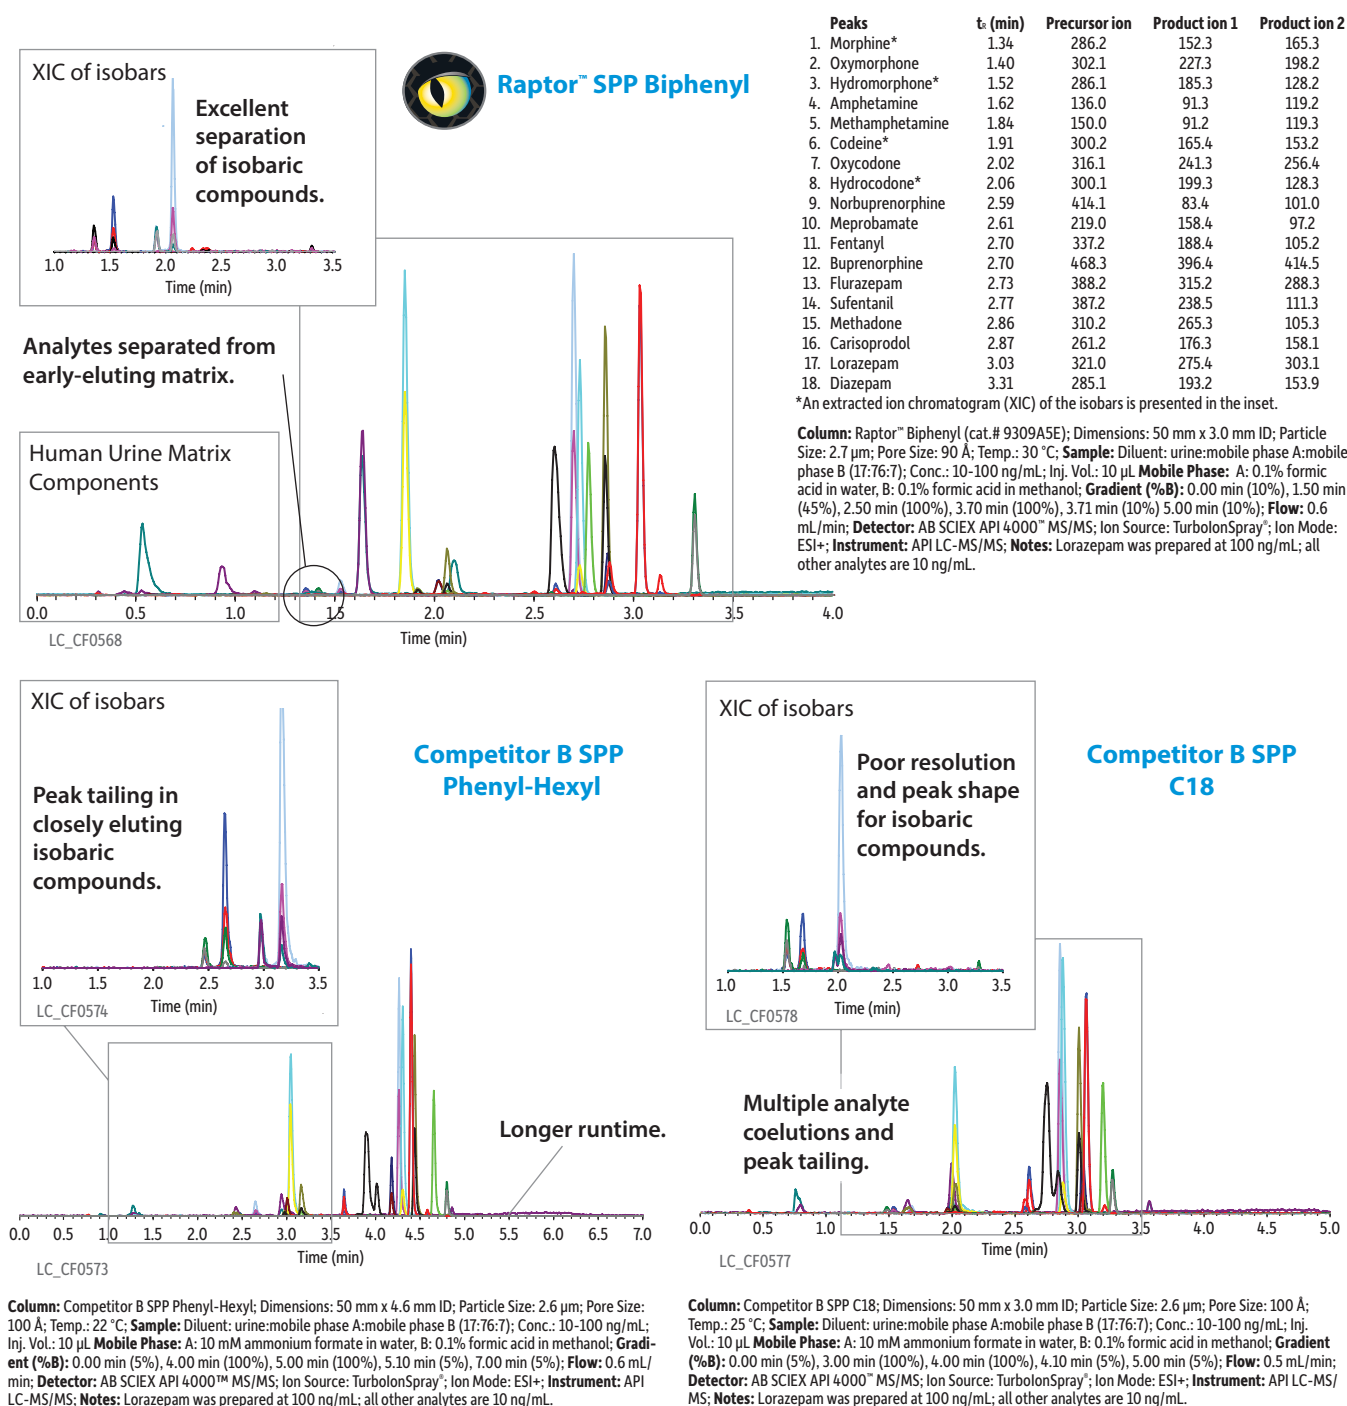 XIC of isobars
Excellent
separation
of isobaric
compounds.
1.0 1.5 2.0 2.5 3.0 3.5
Time (min)
Raptor™ SPP Biphenyl
Analytes separated from
early-eluting matrix.
Human Urine Matrix
Components
0.0 0.5 1.0 1.5 2.0 2.5 3.0 3.5 4.0
Time (min)
LC_CF0568
Peaks tR (min) Precursor ion Product ion 1 Product ion 2
1. Morphine* 1.34 286.2 152.3 165.3
2. Oxymorphone 1.40 302.1 227.3 198.2
3. Hydromorphone* 1.52 286.1 185.3 128.2
4. Amphetamine 1.62 136.0 91.3 119.2
5. Methamphetamine 1.84 150.0 91.2 119.3
6. Codeine* 1.91 300.2 165.4 153.2
7. Oxycodone 2.02 316.1 241.3 256.4
8. Hydrocodone* 2.06 300.1 199.3 128.3
9. Norbuprenorphine 2.59 414.1 83.4 101.0
10. Meprobamate 2.61 219.0 158.4 97.2
11. Fentanyl 2.70 337.2 188.4 105.2
12. Buprenorphine 2.70 468.3 396.4 414.5
13. Flurazepam 2.73 388.2 315.2 288.3
14. Sufentanil 2.77 387.2 238.5 111.3
15. Methadone 2.86 310.2 265.3 105.3
16. Carisoprodol 2.87 261.2 176.3 158.1
17. Lorazepam 3.03 321.0 275.4 303.1
18. Diazepam 3.31 285.1 193.2 153.9
*An extracted ion chromatogram (XIC) of the isobars is presented in the inset.
Column: Raptor™ Biphenyl (cat.# 9309A5E); Dimensions: 50 mm x 3.0 mm ID; Particle
Size: 2.7 µm; Pore Size: 90 Å; Temp.: 30 °C; Sample: Diluent: urine:mobile phase A:mobile
phase B (17:76:7); Conc.: 10-100 ng/mL; Inj. Vol.: 10 µL Mobile Phase: A: 0.1% formic
acid in water, B: 0.1% formic acid in methanol; Gradient (%B): 0.00 min (10%), 1.50 min
(45%), 2.50 min (100%), 3.70 min (100%), 3.71 min (10%) 5.00 min (10%); Flow: 0.6
mL/min; Detector: AB SCIEX API 4000™ MS/MS; Ion Source: TurboIonSpray®; Ion Mode:
ESI+; Instrument: API LC-MS/MS; Notes: Lorazepam was prepared at 100 ng/mL; all
other analytes are 10 ng/mL.
XIC of isobars
Peak tailing in
closely eluting
isobaric
compounds.
1.0 1.5 2.0 2.5 3.0 3.5
Time (min)
LC_CF0574
Competitor B SPP
Phenyl-Hexyl
Longer runtime.
0.0 0.5 1.0 1.5 2.0 2.5 3.0 3.5 4.0 4.5 5.0 5.5 6.0 6.5 7.0
Time (min)
LC_CF0573
Column: Competitor B SPP Phenyl-Hexyl; Dimensions: 50 mm x 4.6 mm ID; Particle Size: 2.6 µm; Pore Size:
100 Å; Temp.: 22 °C; Sample: Diluent: urine:mobile phase A:mobile phase B (17:76:7); Conc.: 10-100 ng/mL;
Inj. Vol.: 10 µL Mobile Phase: A: 10 mM ammonium formate in water, B: 0.1% formic acid in methanol; Gradi-
ent (%B): 0.00 min (5%), 4.00 min (100%), 5.00 min (100%), 5.10 min (5%), 7.00 min (5%); Flow: 0.6 mL/
min; Detector: AB SCIEX API 4000™ MS/MS; Ion Source: TurboIonSpray®; Ion Mode: ESI+; Instrument: API
LC-MS/MS; Notes: Lorazepam was prepared at 100 ng/mL; all other analytes are 10 ng/mL.
XIC of isobars
Poor resolution
and peak shape
for isobaric
compounds.
1.0 1.5 2.0 2.5 3.0 3.5
Time (min)
LC_CF0578
Competitor B SPP
C18
Multiple analyte
coelutions and
peak tailing.
0.0 0.5 1.0 1.5 2.0 2.5 3.0 3.5 4.0 4.5 5.0
Time (min)
LC_CF0577
Column: Competitor B SPP C18; Dimensions: 50 mm x 3.0 mm ID; Particle Size: 2.6 µm; Pore Size: 100 Å;
Temp.: 25 °C; Sample: Diluent: urine:mobile phase A:mobile phase B (17:76:7); Conc.: 10-100 ng/mL; Inj.
Vol.: 10 µL Mobile Phase: A: 10 mM ammonium formate in water, B: 0.1% formic acid in methanol; Gradient
(%B): 0.00 min (5%), 3.00 min (100%), 4.00 min (100%), 4.10 min (5%), 5.00 min (5%); Flow: 0.5 mL/min;
Detector: AB SCIEX API 4000™ MS/MS; Ion Source: TurboIonSpray®; Ion Mode: ESI+; Instrument: API LC-MS/
MS; Notes: Lorazepam was prepared at 100 ng/mL; all other analytes are 10 ng/mL.